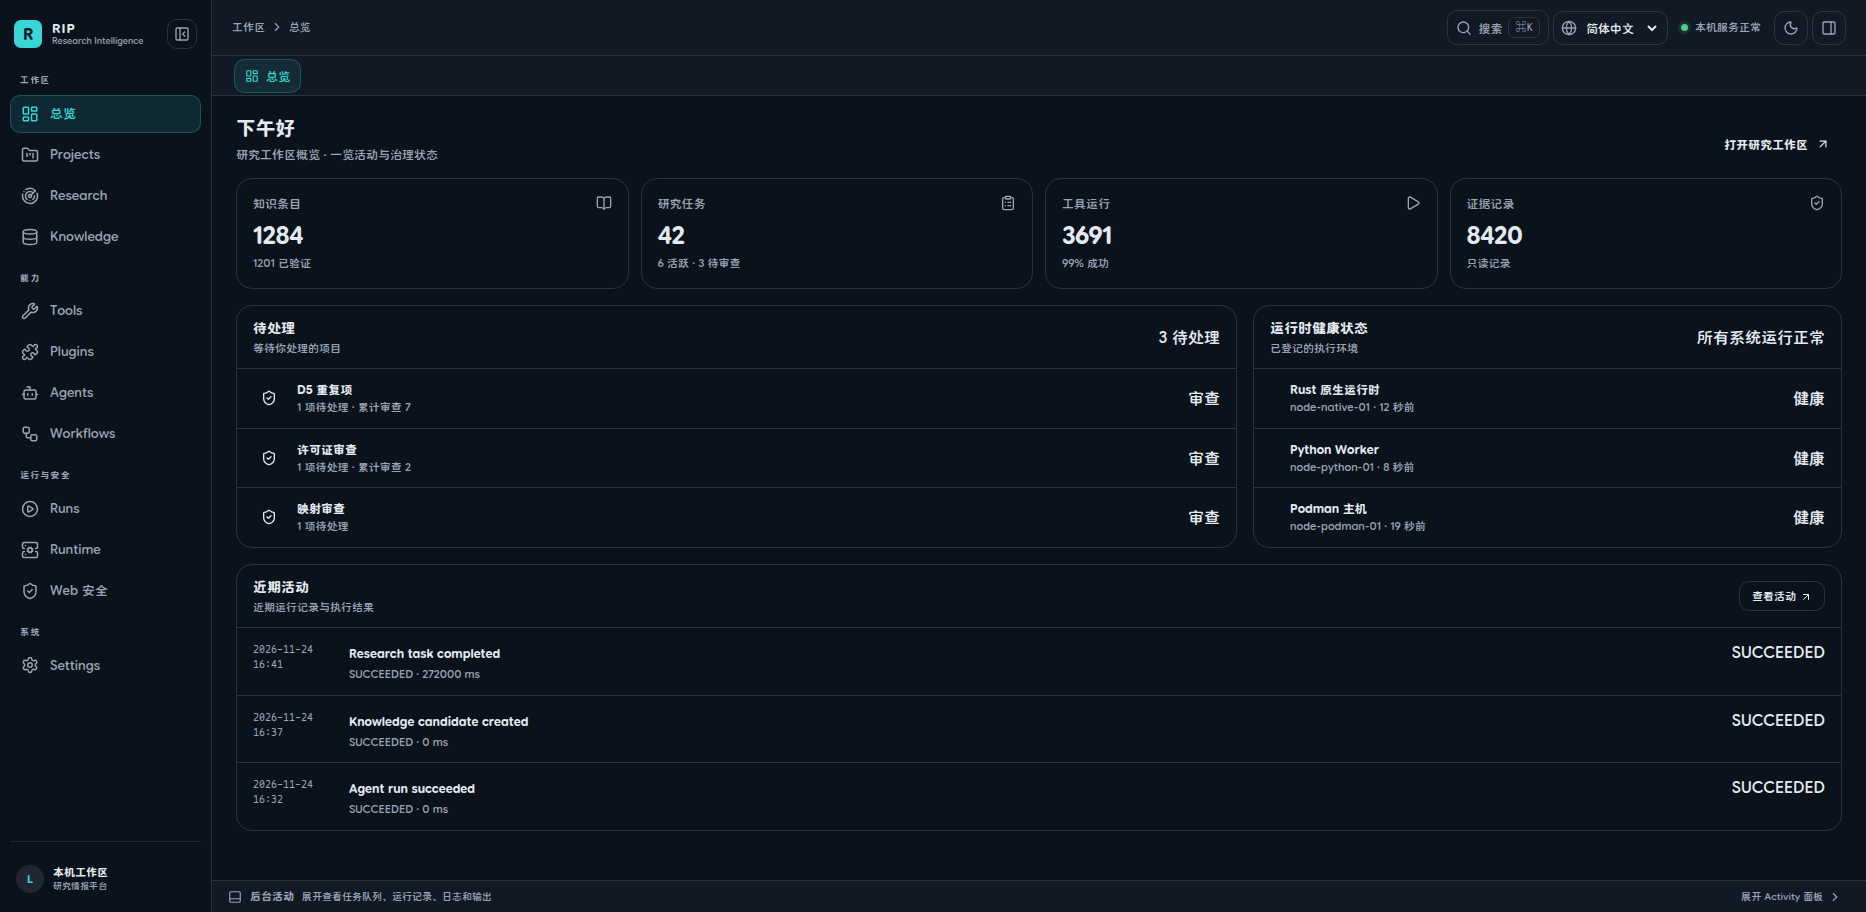 R
RIP
Research Intelligence
工作区
总览
Projects
Research
Knowledge
能力
Tools
Plugins
Agents
Workflows
运行与安全
Runs
Runtime
Web 安全
系统
Settings
L
本机工作区
研究情报平台
工作区 > 总览
搜索 ⌘K
简体中文
本机服务正常
总览
下午好
研究工作区概览 · 一览活动与治理状态
打开研究工作区
知识条目
1284
1201 已验证
研究任务
42
6 活跃 · 3 待审查
工具运行
3691
99% 成功
证据记录
8420
只读记录
待处理
等待你处理的项目
3 待处理
D5 重复项
1 项待处理 · 累计审查 7
审查
许可证审查
1 项待处理 · 累计审查 2
审查
映射审查
1 项待处理
审查
运行时健康状态
已登记的执行环境
所有系统运行正常
Rust 原生运行时
node-native-01 · 12 秒前
健康
Python Worker
node-python-01 · 8 秒前
健康
Podman 主机
node-podman-01 · 19 秒前
健康
近期活动
近期运行记录与执行结果
查看活动
2026-11-24
16:41
Research task completed
SUCCEEDED · 272000 ms
SUCCEEDED
2026-11-24
16:37
Knowledge candidate created
SUCCEEDED · 0 ms
SUCCEEDED
2026-11-24
16:32
Agent run succeeded
SUCCEEDED · 0 ms
SUCCEEDED
后台活动 展开查看任务队列、运行记录、日志和输出
展开 Activity 面板